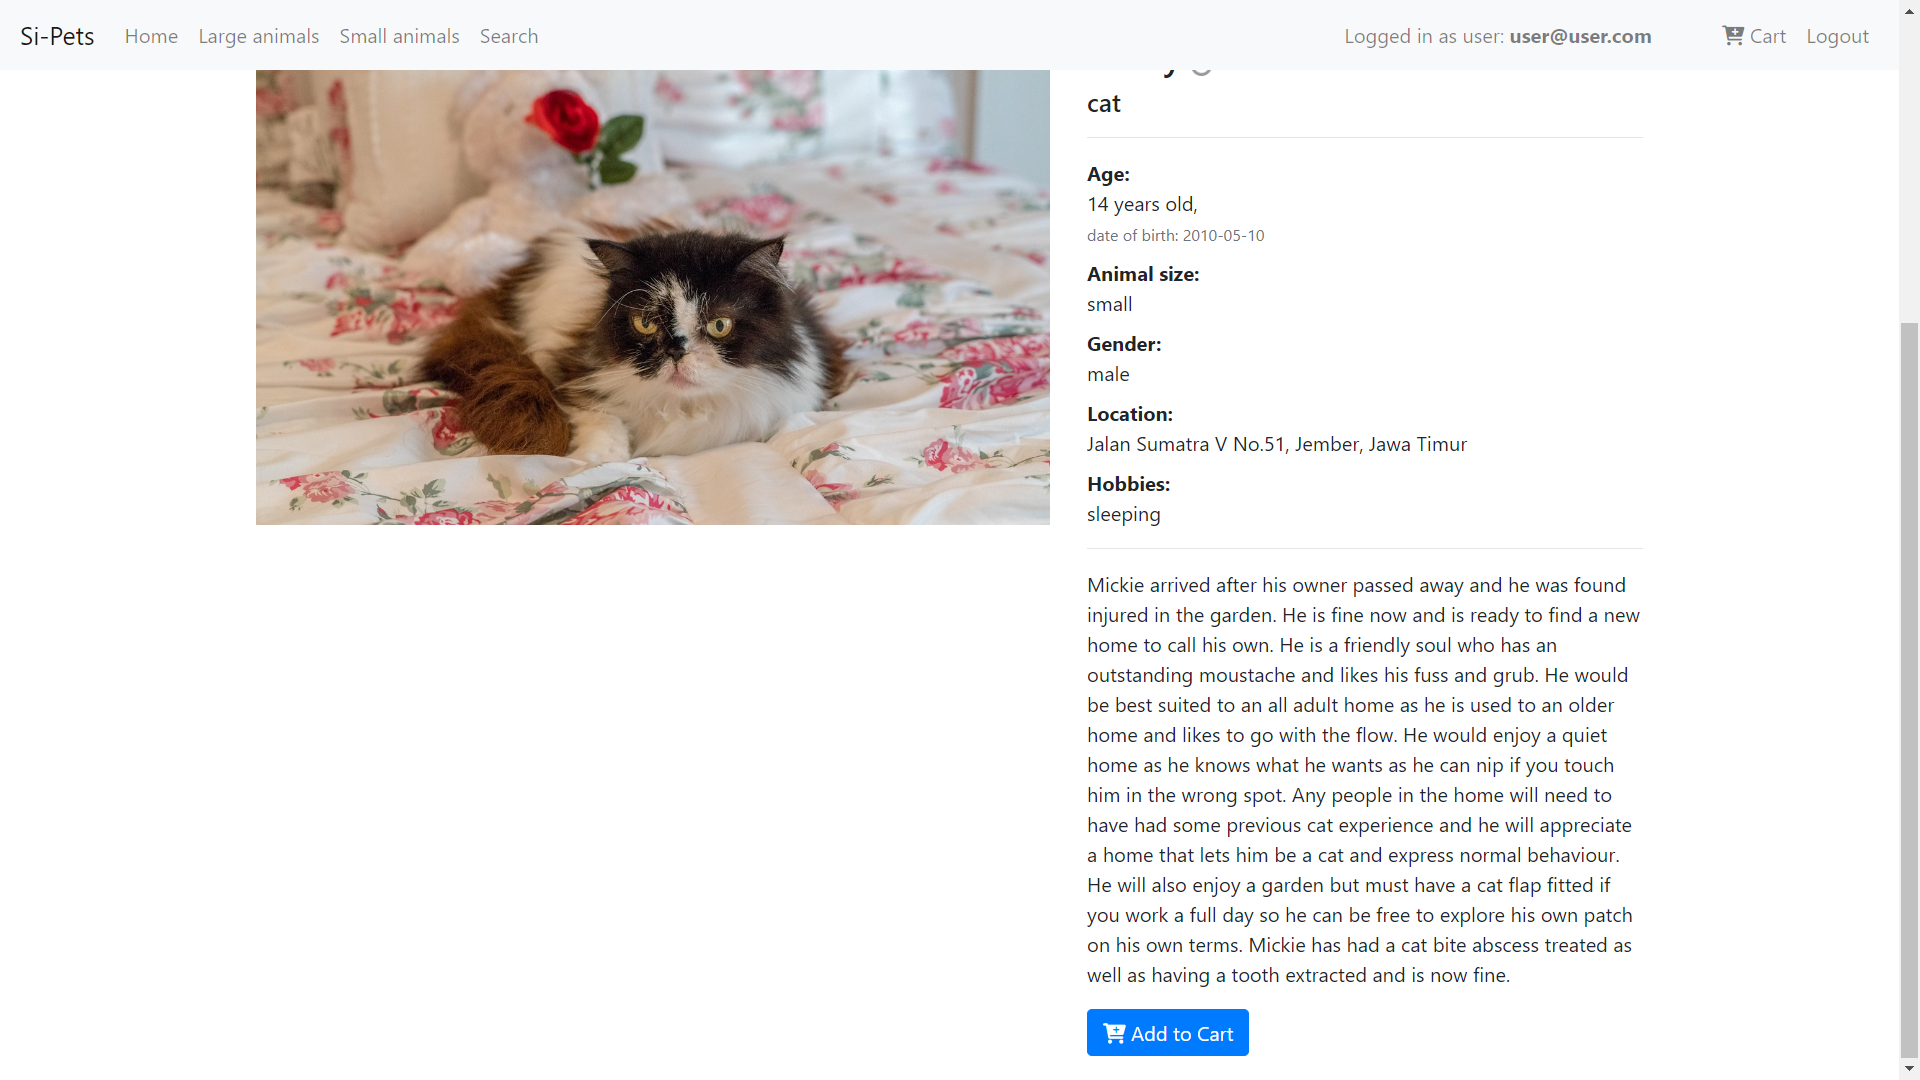 Si-Pets Home Large animals Small animals Search Logged in as user: user@user.com Cart Logout
cat
Age:
14 years old,
date of birth: 2010-05-10
Animal size:
small
Gender:
male
Location:
Jalan Sumatra V No.51, Jember, Jawa Timur
Hobbies:
sleeping
Mickie arrived after his owner passed away and he was found
injured in the garden. He is fine now and is ready to find a new
home to call his own. He is a friendly soul who has an
outstanding moustache and likes his fuss and grub. He would
be best suited to an all adult home as he is used to an older
home and likes to go with the flow. He would enjoy a quiet
home as he knows what he wants as he can nip if you touch
him in the wrong spot. Any people in the home will need to
have had some previous cat experience and he will appreciate
a home that lets him be a cat and express normal behaviour.
He will also enjoy a garden but must have a cat flap fitted if
you work a full day so he can be free to explore his own patch
on his own terms. Mickie has had a cat bite abscess treated as
well as having a tooth extracted and is now fine.
Add to Cart